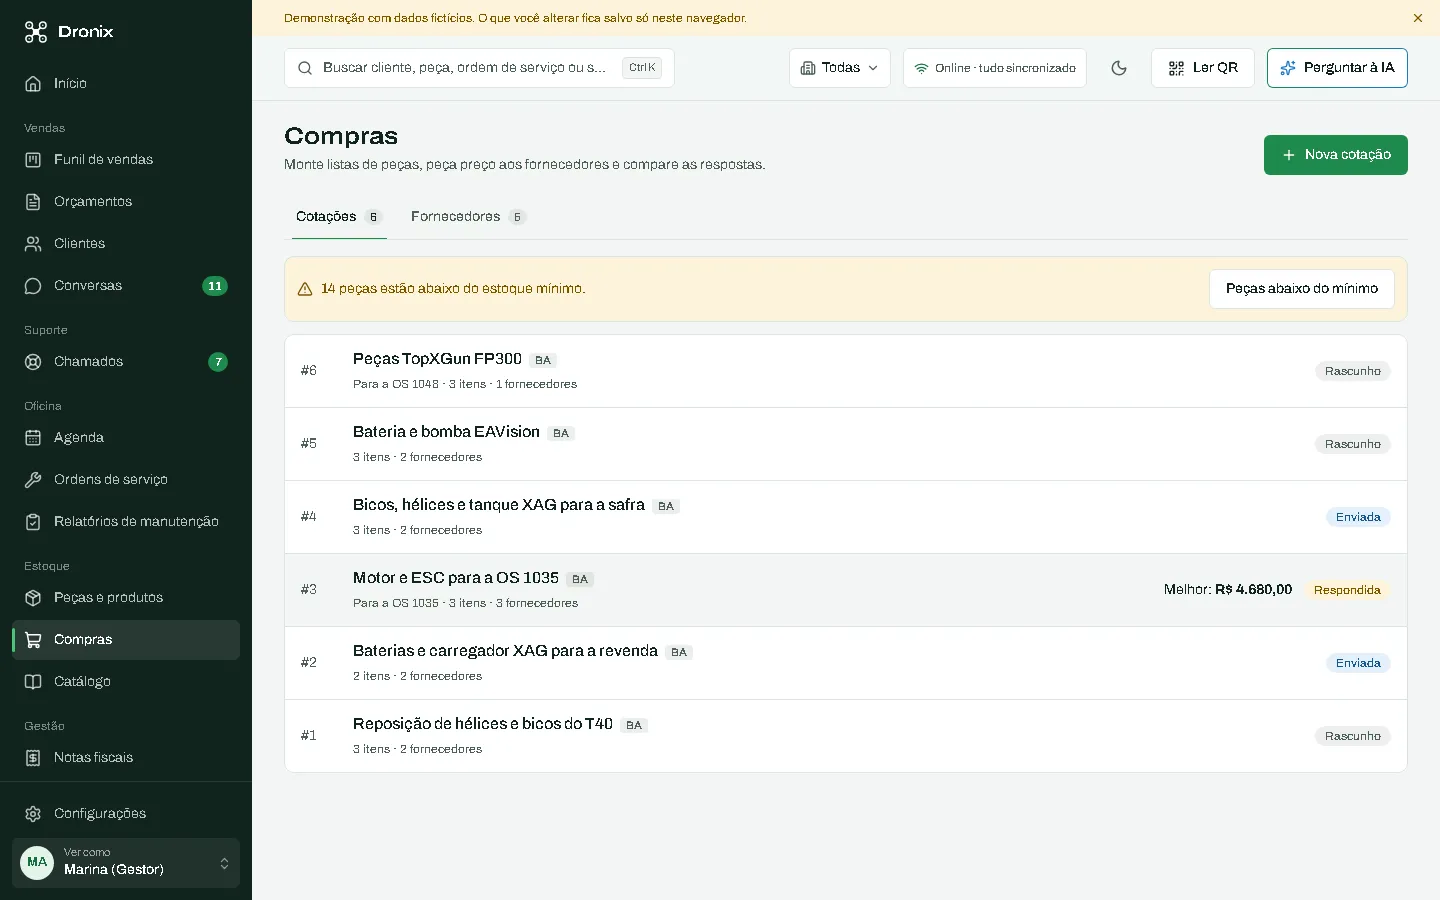 Dronix
Início
Vendas
Funil de vendas
Orçamentos
Clientes
Conversas 11
Suporte
Chamados 7
Oficina
Agenda
Ordens de serviço
Relatórios de manutenção
Estoque
Peças e produtos
Compras
Catálogo
Gestão
Notas fiscais
Configurações
MA
Ver como
Marina (Gestor)
Demonstração com dados fictícios. O que você alterar fica salvo só neste navegador.
Buscar cliente, peça, ordem de serviço ou s... Ctrl K
Todas
Online · tudo sincronizado
Ler QR
Perguntar à IA
Compras
Monte listas de peças, peça preço aos fornecedores e compare as respostas.
Nova cotação
Cotações 6
Fornecedores 6
14 peças estão abaixo do estoque mínimo.
Peças abaixo do mínimo
#6
Peças TopXGun FP300 BA
Para a OS 1048 · 3 itens · 1 fornecedores
Rascunho
#5
Bateria e bomba EAVision BA
3 itens · 2 fornecedores
Rascunho
#4
Bicos, hélices e tanque XAG para a safra BA
3 itens · 2 fornecedores
Enviada
#3
Motor e ESC para a OS 1035 BA
Para a OS 1035 · 3 itens · 3 fornecedores
Melhor: R$ 4.680,00
Respondida
#2
Baterias e carregador XAG para a revenda BA
2 itens · 2 fornecedores
Enviada
#1
Reposição de hélices e bicos do T40 BA
3 itens · 2 fornecedores
Rascunho